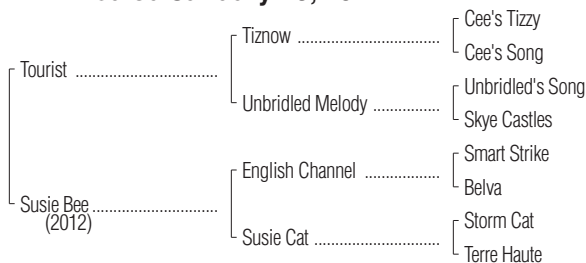 Cee's Tizzy
Tiznow ........................................
Cee's Song
Tourist ..................................
Unbridled's Song
Unbridled Melody ................
Skye Castles
Smart Strike
English Channel ..................
Belva
Susie Bee ..............................
(2012)
Storm Cat
Susie Cat ..............................
Terre Haute